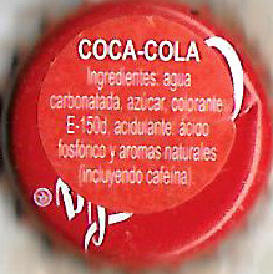 COCA-COLA
Ingredientes: agua
carbonatada, azúcar, colorante
E-150d, acidulante: ácido
fosfórico y aromas naturales
(incluyendo cafeína)
®